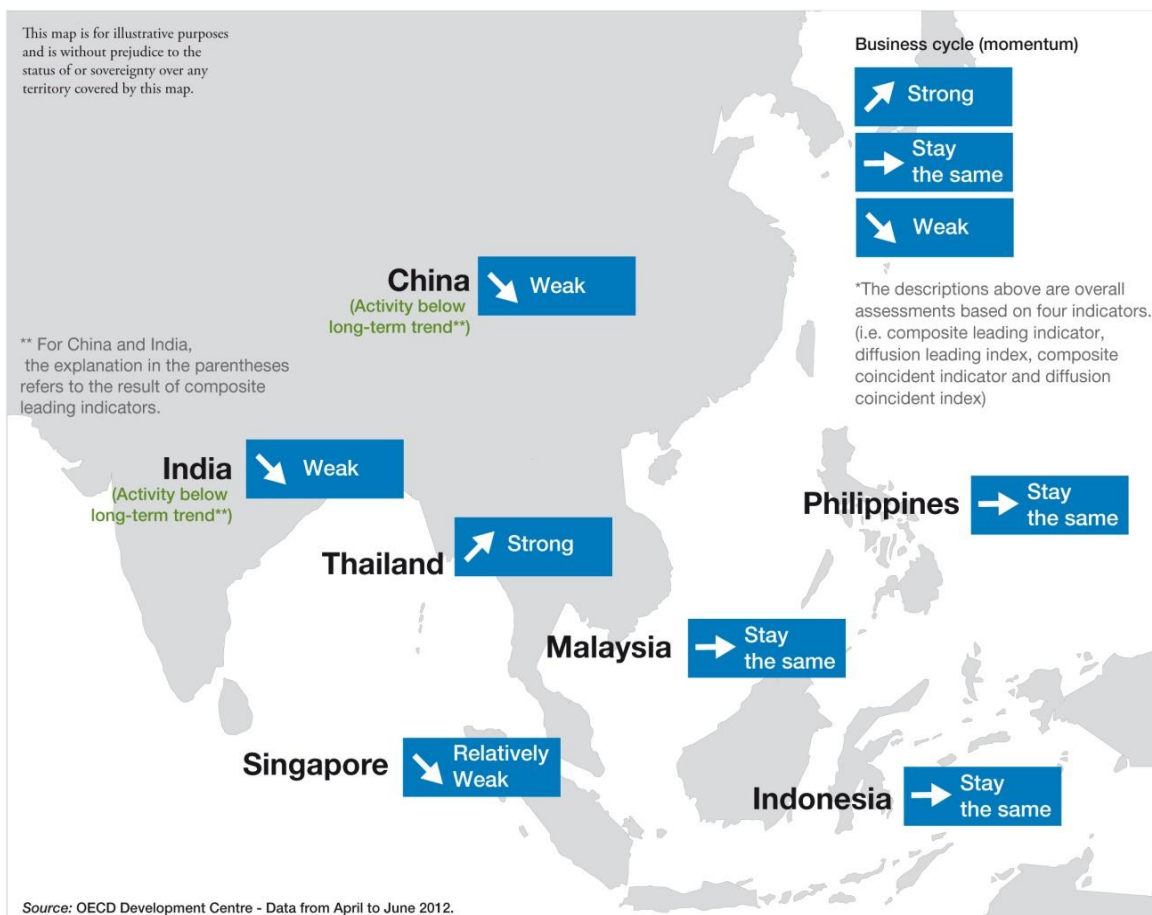 This map is for illustrative purposes
and is without prejudice to the
status of or sovereignty over any
territory covered by this map.
Business cycle (momentum)
Strong
Stay
the same
Weak
*The descriptions above are overall
assessments based on four indicators.
(i.e. composite leading indicator,
diffusion leading index, composite
coincident indicator and diffusion
coincident index)
China
Weak
(Activity below
long-term trend**)
** For China and India,
the explanation in the parentheses
refers to the result of composite
leading indicators.
India
Weak
(Activity below
long-term trend**)
Philippines
Stay
the same
Thailand
Strong
Malaysia
Stay
the same
Singapore
Relatively
Weak
Indonesia
Stay
the same
Source: OECD Development Centre - Data from April to June 2012.